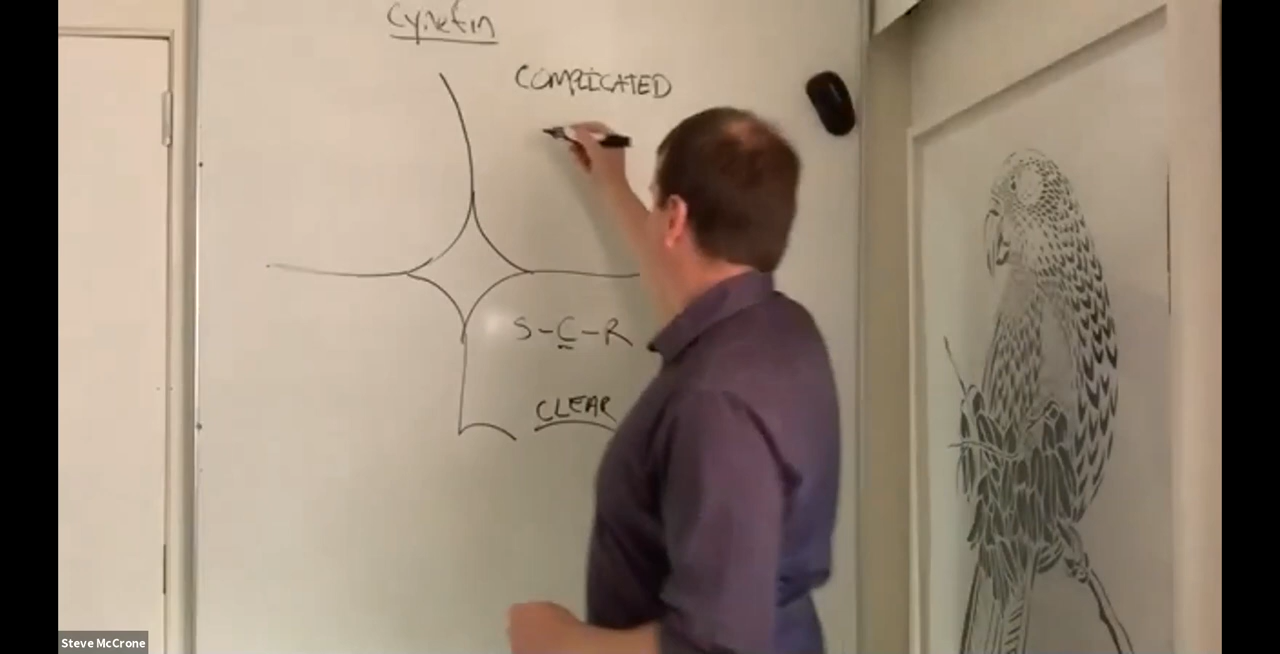 Cynefin
COMPLICATED
S-C-R
CLEAR
Steve McCrone